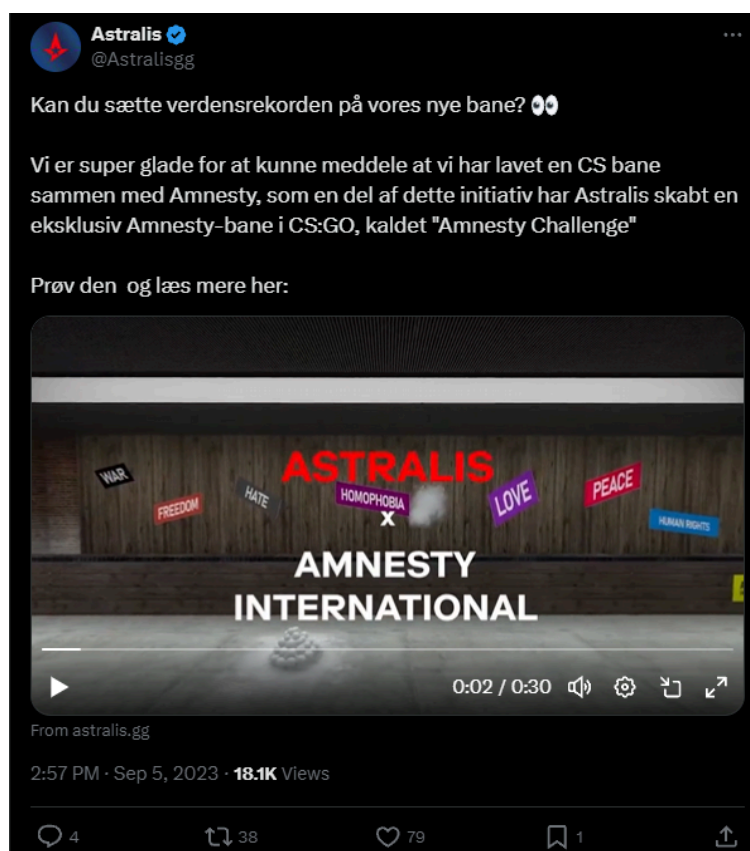 Astralis
@Astralisgg
Kan du sætte verdensrekorden på vores nye bane? 👀
Vi er super glade for at kunne meddele at vi har lavet en CS bane
sammen med Amnesty, som en del af dette initiativ har Astralis skabt en
eksklusiv Amnesty-bane i CS:GO, kaldet "Amnesty Challenge"
Prøv den  og læs mere her:
WAR
FREEDOM
HATE
ASTRALIS
HOMOPHOBIA
LOVE
PEACE
HUMAN RIGHTS
X
AMNESTY
INTERNATIONAL
0:02 / 0:30
From astralis.gg
2:57 PM · Sep 5, 2023 · 18.1K Views
4 38 79 1